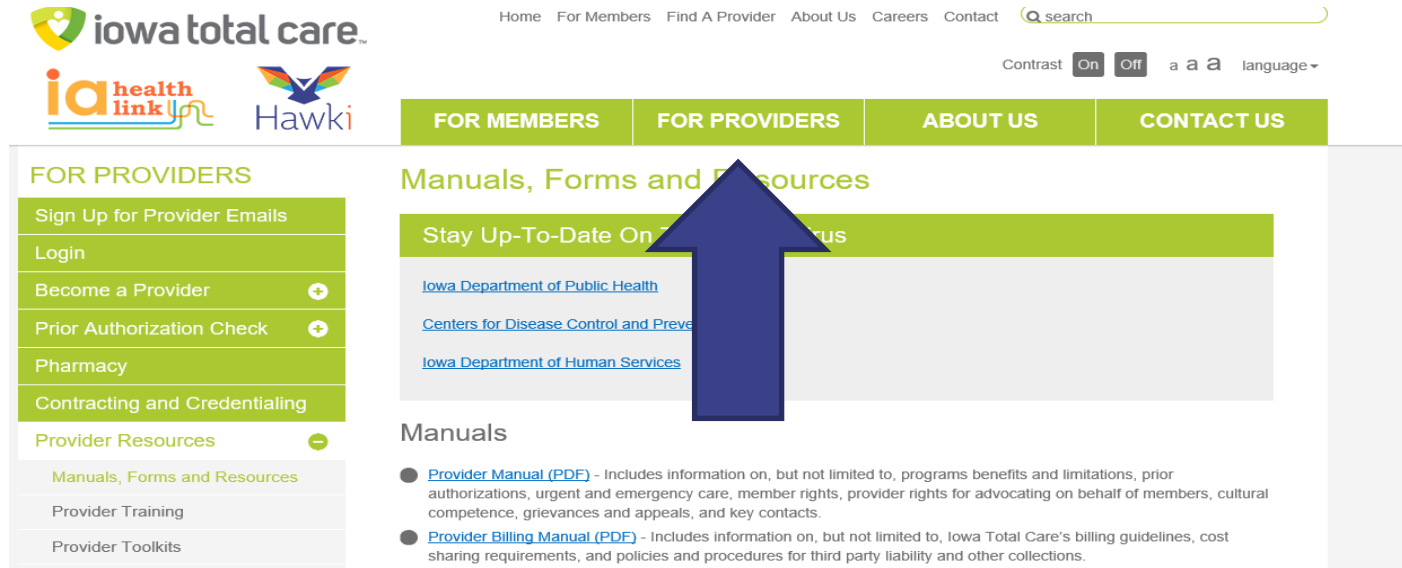 iowa total care™
Home For Members Find A Provider About Us Careers Contact search
Contrast On Off a a a language
ia health link
Hawki
FOR MEMBERS FOR PROVIDERS ABOUT US CONTACT US
FOR PROVIDERS
Sign Up for Provider Emails
Login
Become a Provider
Prior Authorization Check
Pharmacy
Contracting and Credentialing
Provider Resources
Manuals, Forms and Resources
Provider Training
Provider Toolkits
Manuals, Forms and Resources
Stay Up-To-Date On
Iowa Department of Public Health
Centers for Disease Control and
Iowa Department of Human Services
Manuals
Provider Manual (PDF) - Includes information on, but not limited to, programs benefits and limitations, prior
authorizations, urgent and emergency care, member rights, provider rights for advocating on behalf of members, cultural
competence, grievances and appeals, and key contacts.
Provider Billing Manual (PDF) - Includes information on, but not limited to, Iowa Total Care's billing guidelines, cost
sharing requirements, and policies and procedures for third party liability and other collections.